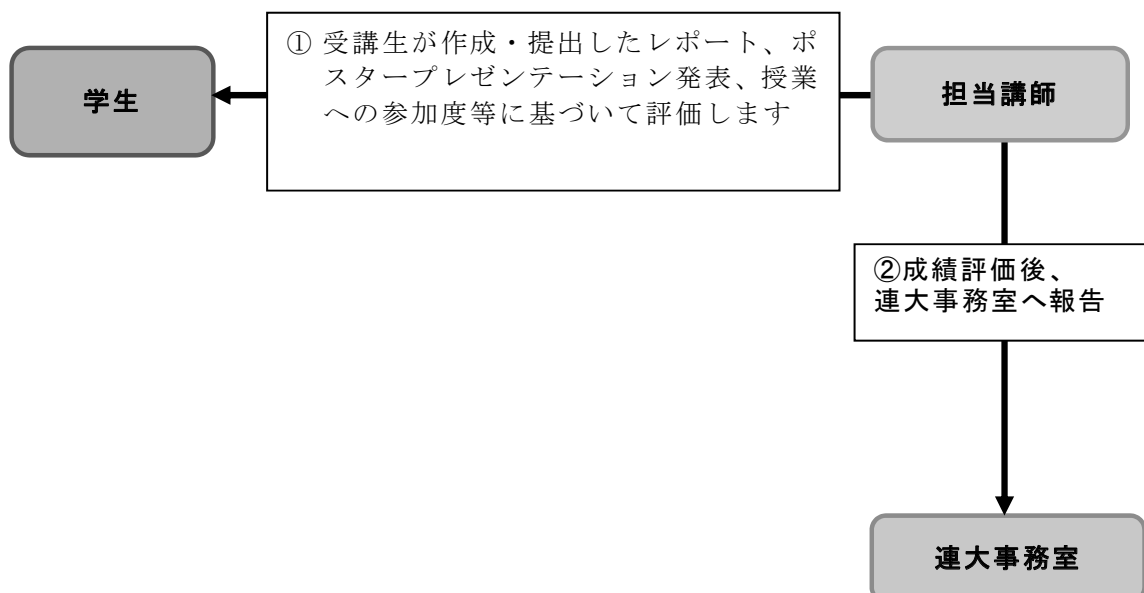 学生
① 受講生が作成・提出したレポート、ポ
スタープレゼンテーション発表、授業
への参加度等に基づいて評価します
担当講師
②成績評価後、
連大事務室へ報告
連大事務室